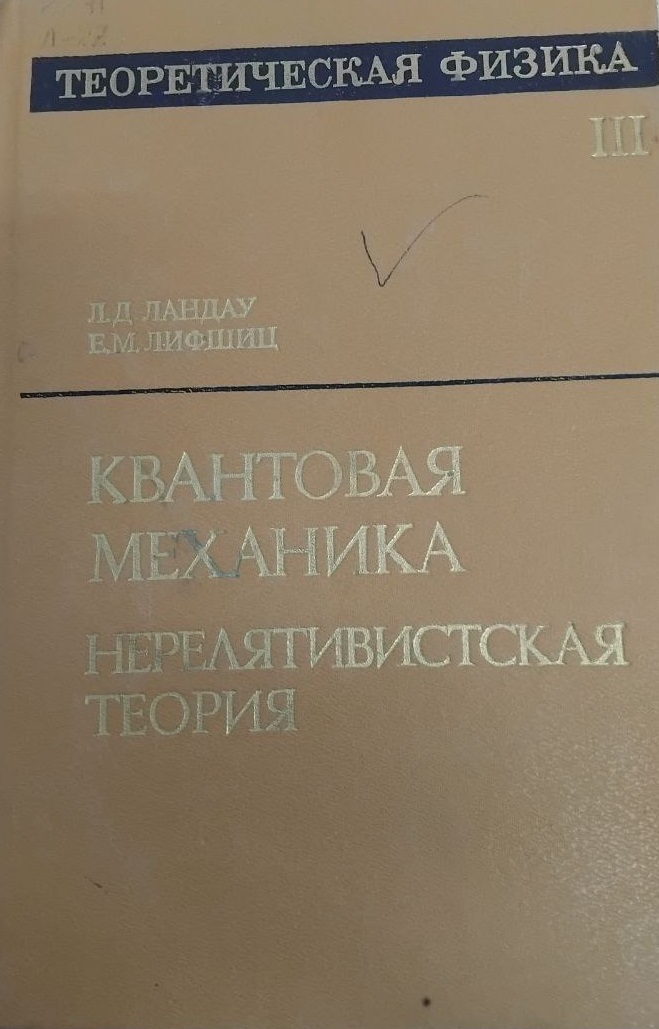 ТЕОРЕТИЧЕСКАЯ ФИЗИКА
III
Л.Д. ЛАНДАУ
Е.М. ЛИФШИЦ
КВАНТОВАЯ
МЕХАНИКА
НЕРЕЛЯТИВИСТСКАЯ
ТЕОРИЯ